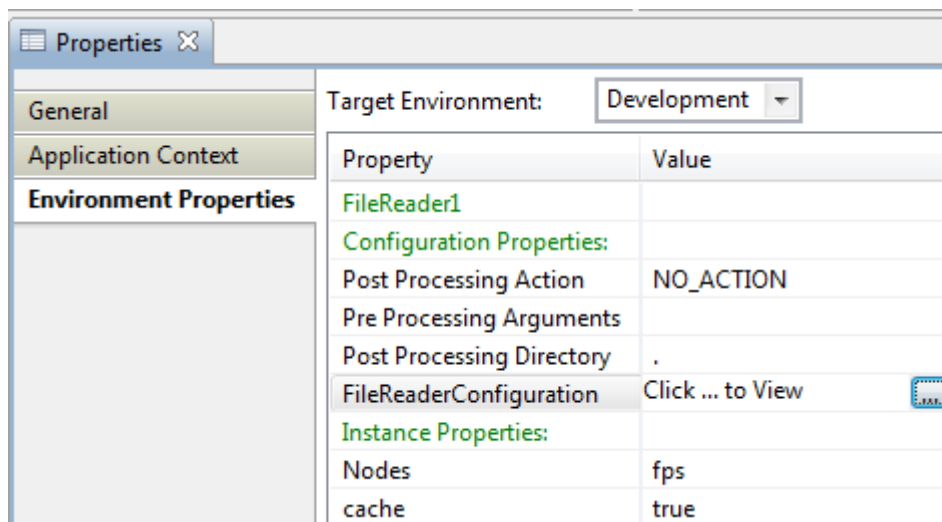 Properties
General
Application Context
Environment Properties
Target Environment: Development
Property Value
FileReader1
Configuration Properties:
Post Processing Action NO_ACTION
Pre Processing Arguments
Post Processing Directory .
FileReaderConfiguration Click ... to View ...
Instance Properties:
Nodes fps
cache true